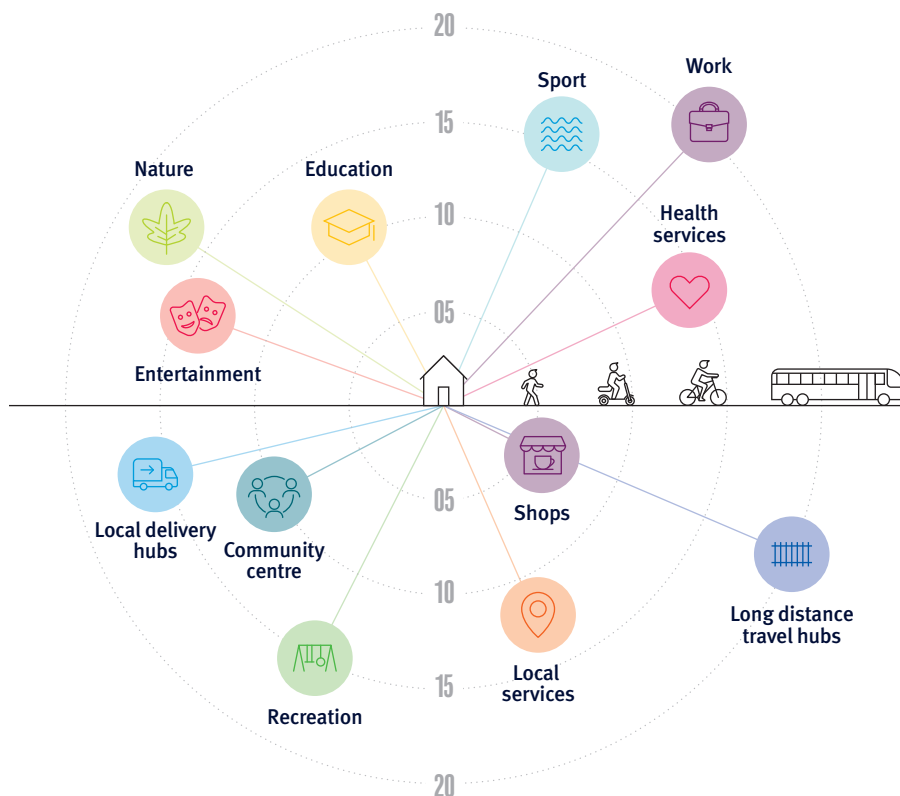 20
Work
Sport
15
Nature
Education
10
Health
services
05
Entertainment
05
Shops
Local delivery
hubs
Community
centre
10
Long distance
travel hubs
Local
services
15
Recreation
20